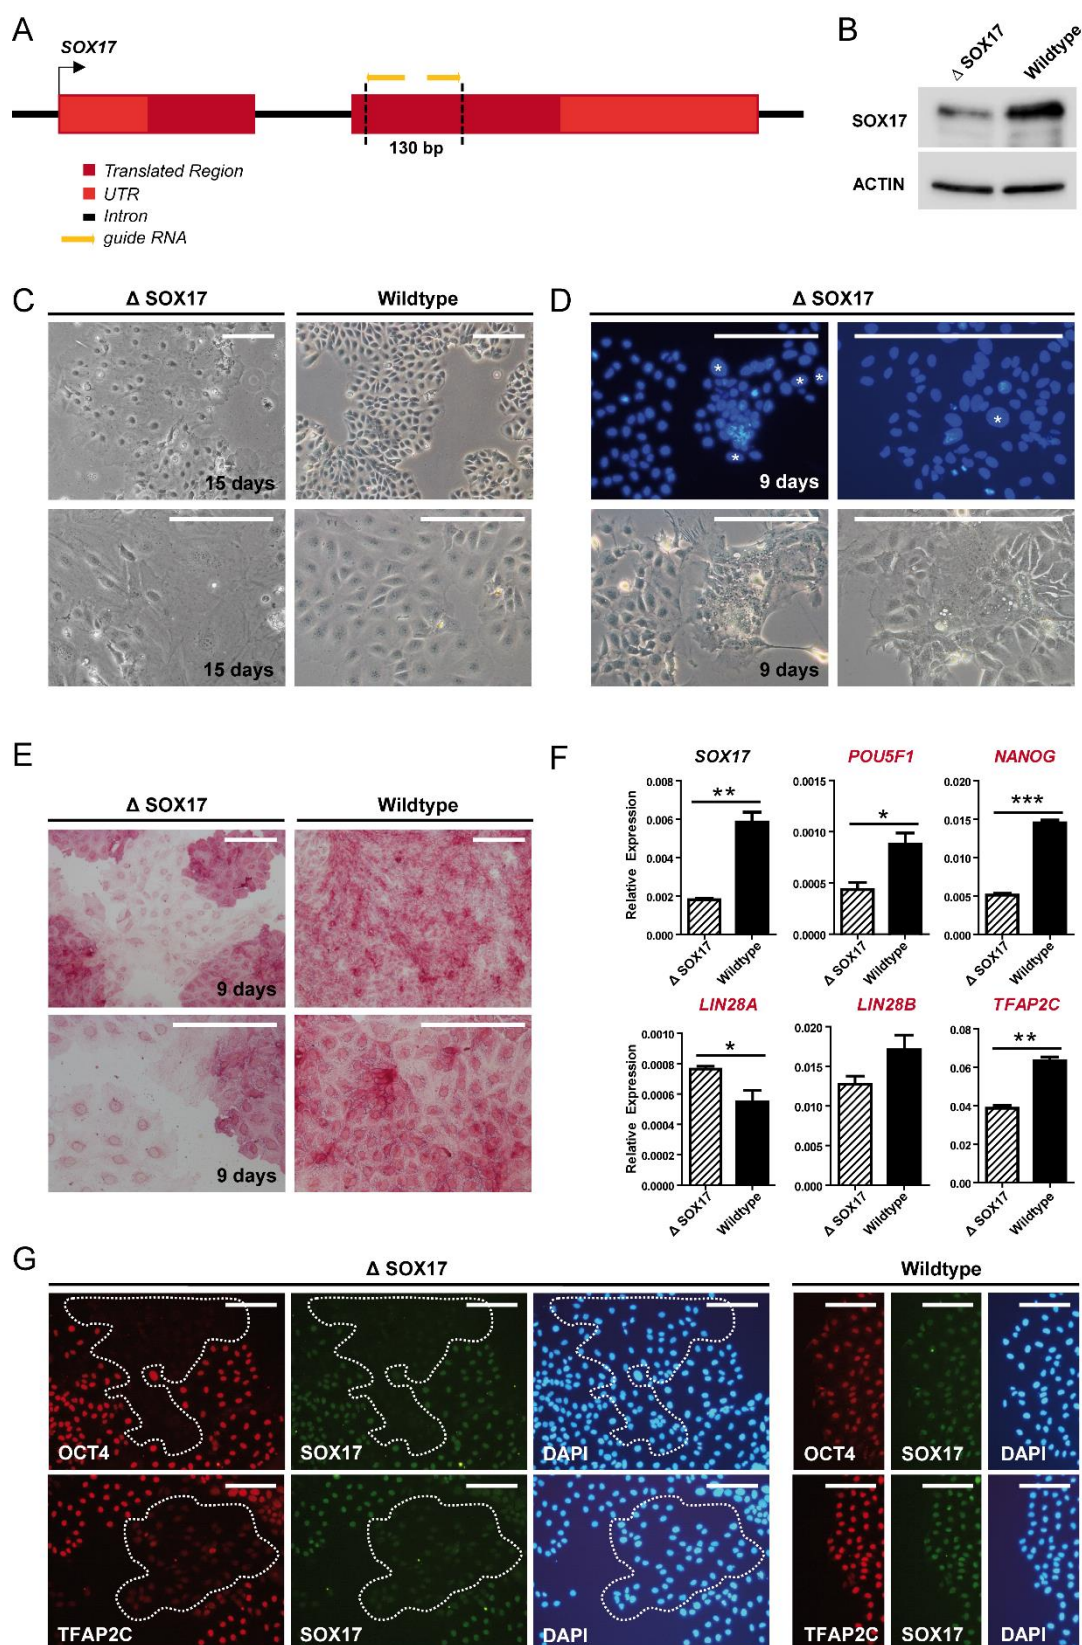 A
SOX17
130 bp
Translated Region
UTR
Intron
guide RNA
B
Δ SOX17
Wildtype
SOX17
ACTIN
C
Δ SOX17
Wildtype
15 days
15 days
D
Δ SOX17
9 days
*
*
*
*
*
9 days
E
Δ SOX17
Wildtype
9 days
9 days
F
SOX17
Relative Expression
0.008
0.006
0.004
0.002
0.000
**
Δ SOX17
Wildtype
POU5F1
0.0015
0.0010
0.0005
0.0000
*
Δ SOX17
Wildtype
NANOG
0.020
0.015
0.010
0.005
0.000
***
Δ SOX17
Wildtype
LIN28A
Relative Expression
0.0010
0.0008
0.0006
0.0004
0.0002
0.0000
*
Δ SOX17
Wildtype
LIN28B
0.020
0.015
0.010
0.005
0.000
Δ SOX17
Wildtype
TFAP2C
0.08
0.06
0.04
0.02
0.00
**
Δ SOX17
Wildtype
G
Δ SOX17
Wildtype
OCT4
SOX17
DAPI
OCT4
SOX17
DAPI
TFAP2C
SOX17
DAPI
TFAP2C
SOX17
DAPI